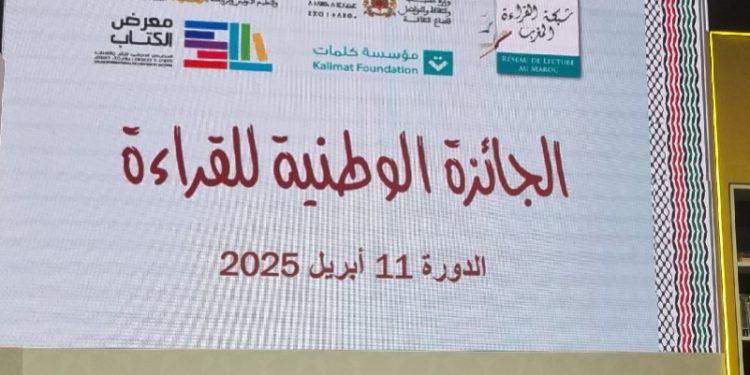 شبكة القراءة
المغرب
RÉSEAU DE LECTURE
AU MAROC
معرض
الكتاب
مؤسسة كلمات
Kalimat Foundation
الجائزة الوطنية للقراءة
الدورة 11 أبريل 2025